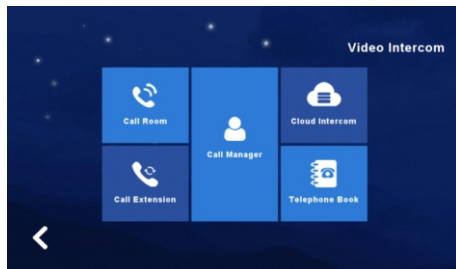 Video Intercom
Call Room
Call Manager
Cloud Intercom
Call Extension
Telephone Book